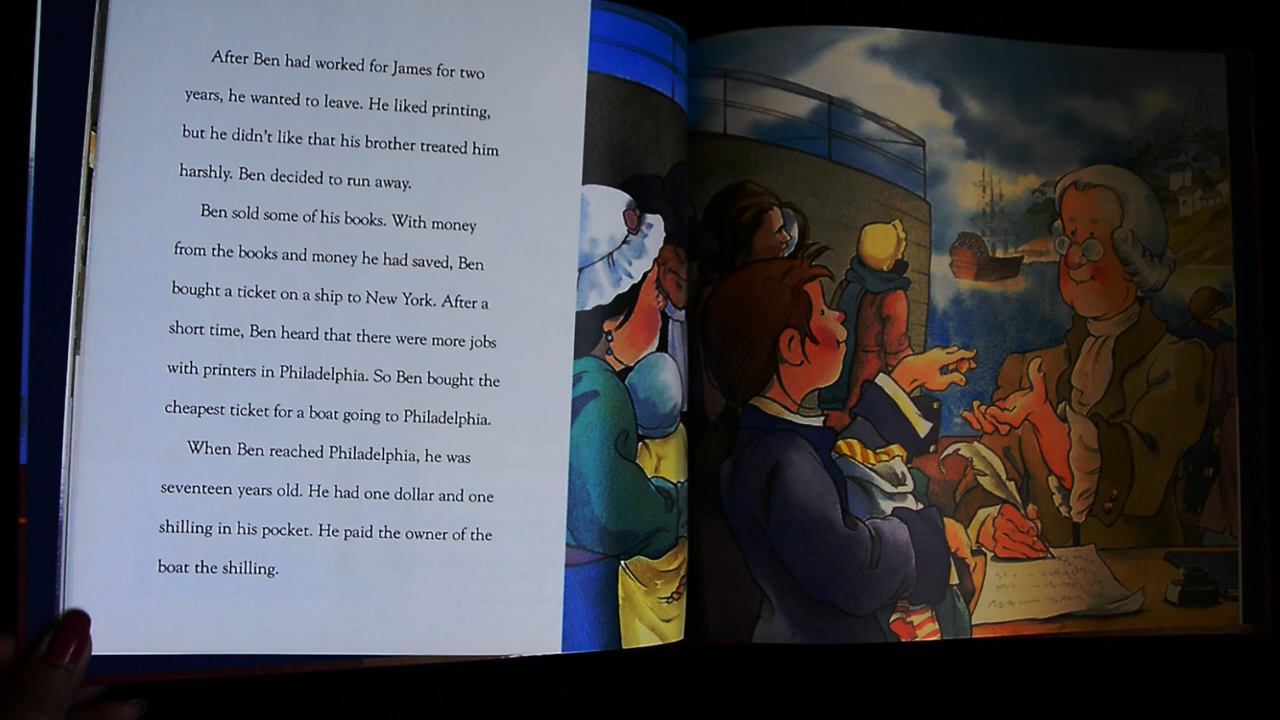 After Ben had worked for James for two
years, he wanted to leave. He liked printing,
but he didn't like that his brother treated him
harshly. Ben decided to run away.
Ben sold some of his books. With money
from the books and money he had saved, Ben
bought a ticket on a ship to New York. After a
short time, Ben heard that there were more jobs
with printers in Philadelphia. So Ben bought the
cheapest ticket for a boat going to Philadelphia.
When Ben reached Philadelphia, he was
seventeen years old. He had one dollar and one
shilling in his pocket. He paid the owner of the
boat the shilling.